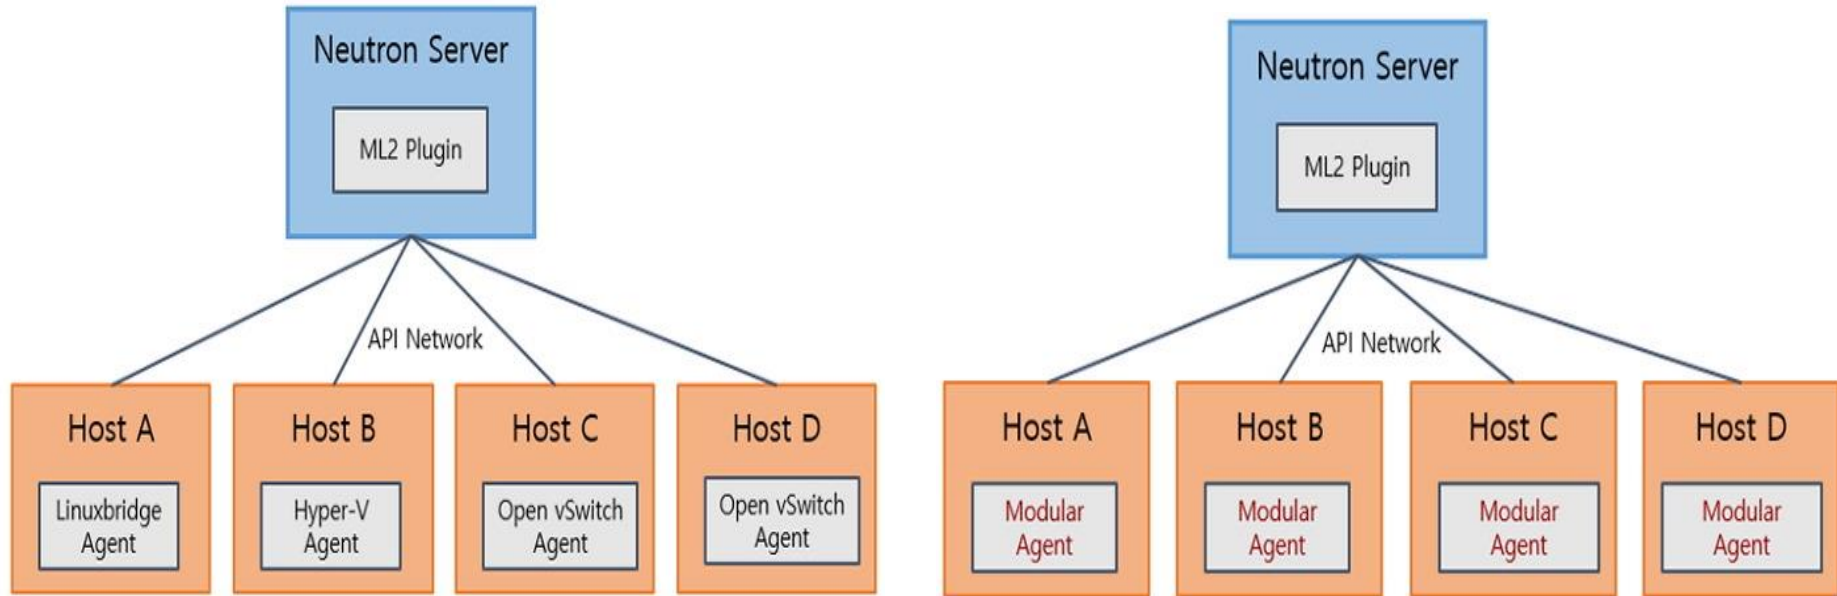 Neutron Server
ML2 Plugin
API Network
Host A
Linuxbridge
Agent
Host B
Hyper-V
Agent
Host C
Open vSwitch
Agent
Host D
Open vSwitch
Agent
Neutron Server
ML2 Plugin
API Network
Host A
Modular
Agent
Host B
Modular
Agent
Host C
Modular
Agent
Host D
Modular
Agent